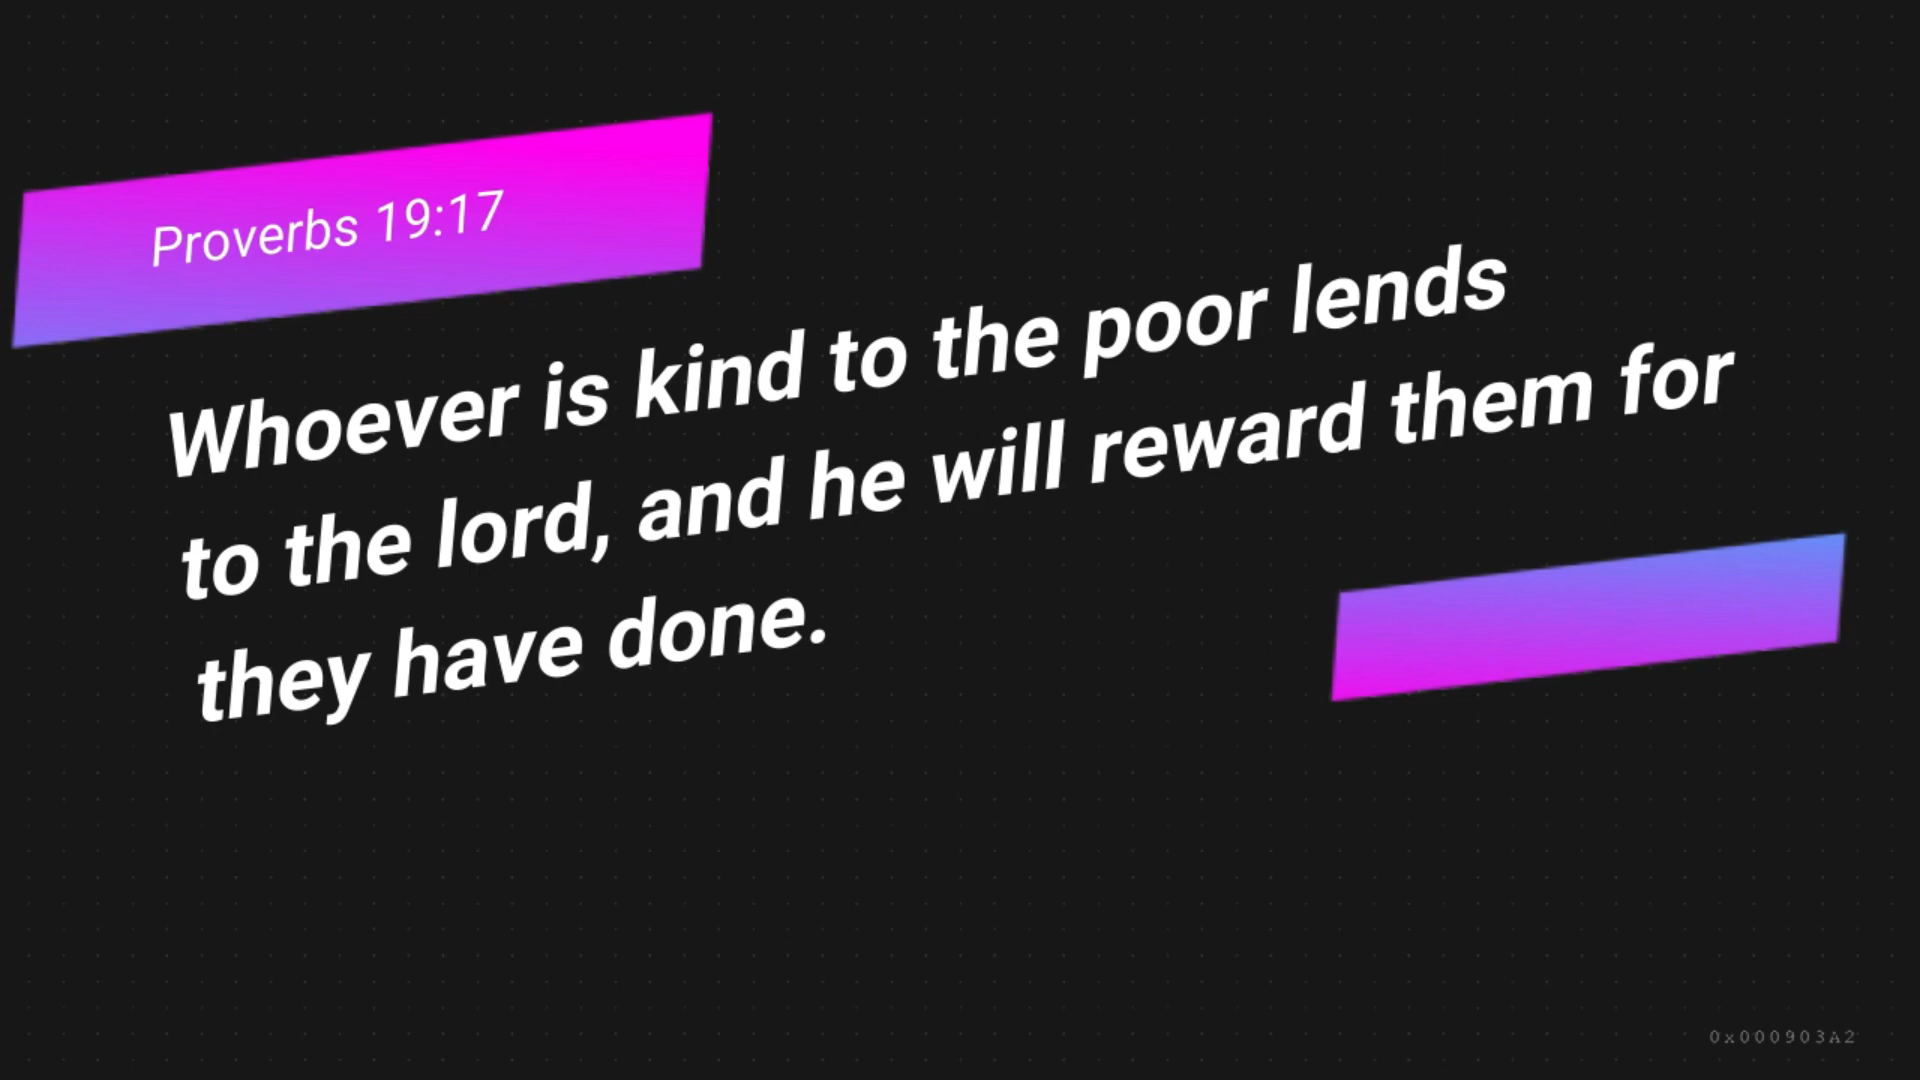 Proverbs 19:17
Whoever is kind to the poor lends
to the lord, and he will reward them for
they have done.
0x000903A2